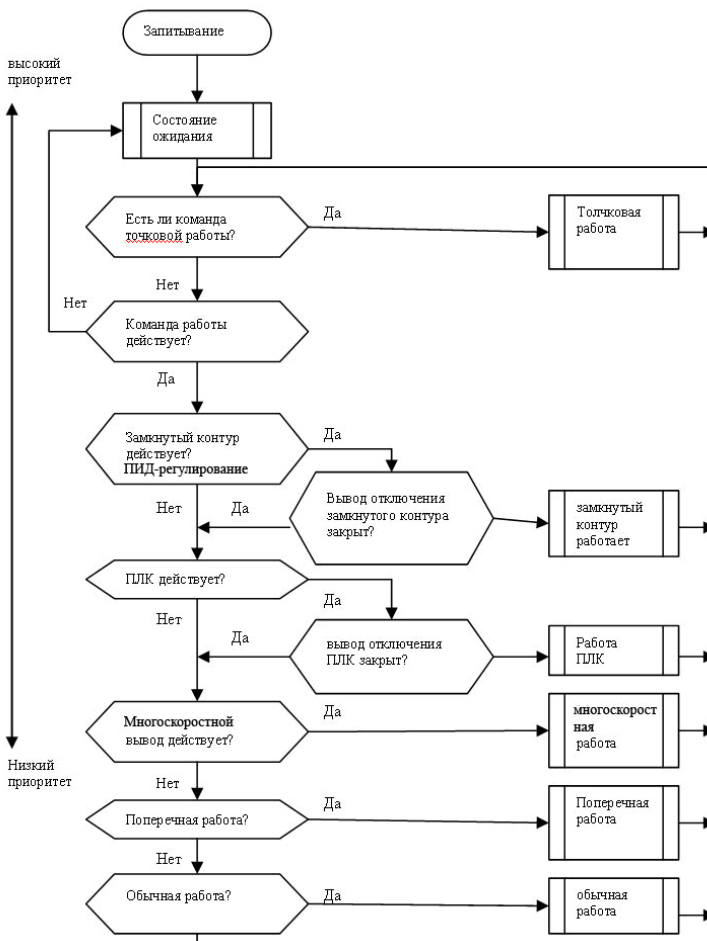 Запитывание
высокий
приоритет
Состояние
ожидания
Есть ли команда
точковой работы?
Да
Толчковая
работа
Нет
Нет
Команда работы
действует?
Да
Замкнутый контур
действует?
ПИД-регулирование
Да
Нет
Да
Вывод отключения
замкнутого контура
закрыт?
замкнутый
контур
работает
ПЛК действует?
Да
Нет
Да
вывод отключения
ПЛК закрыт?
Работа
ПЛК
Многоскоростной
вывод действует?
Да
многоскорост
ная
работа
Низкий
приоритет
Нет
Поперечная работа?
Да
Поперечная
работа
Нет
Обычная работа?
Да
обычная
работа